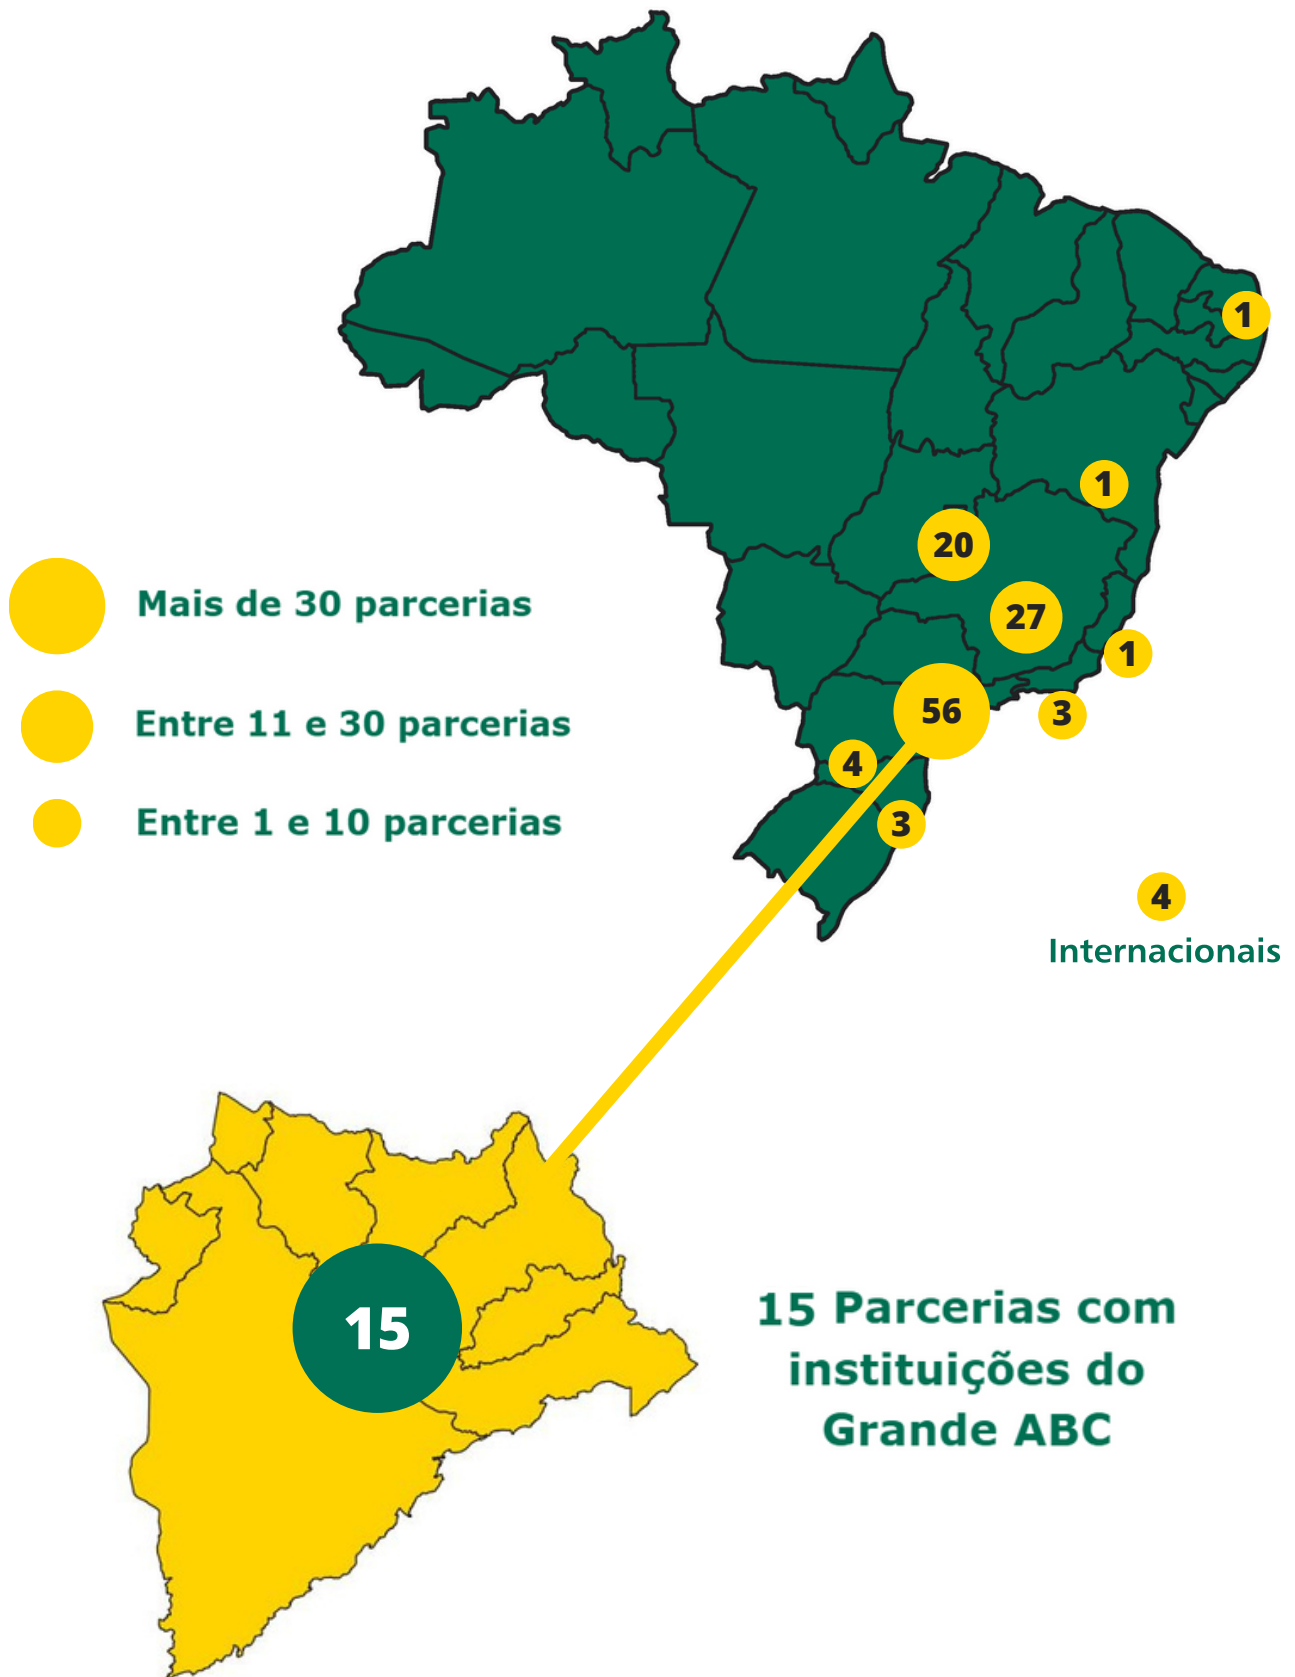 1
1
20
Mais de 30 parcerias
27
1
56
3
Entre 11 e 30 parcerias
4
Entre 1 e 10 parcerias
3
4
Internacionais
15
15 Parcerias com
instituições do
Grande ABC